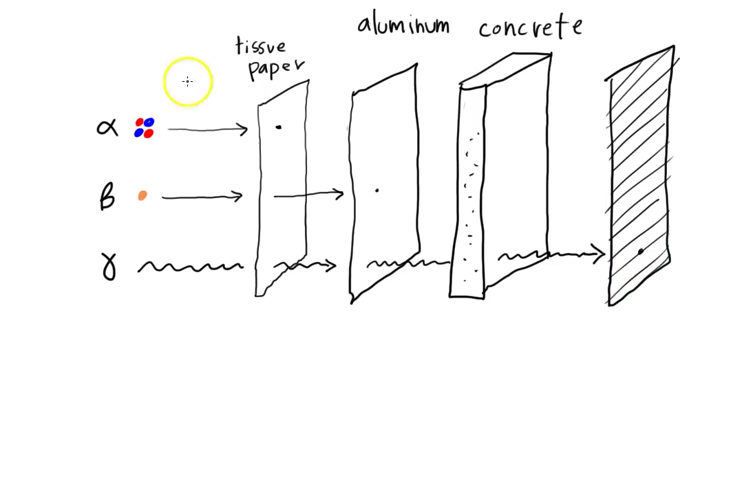 tissue
paper
aluminum
concrete
α
β
γ